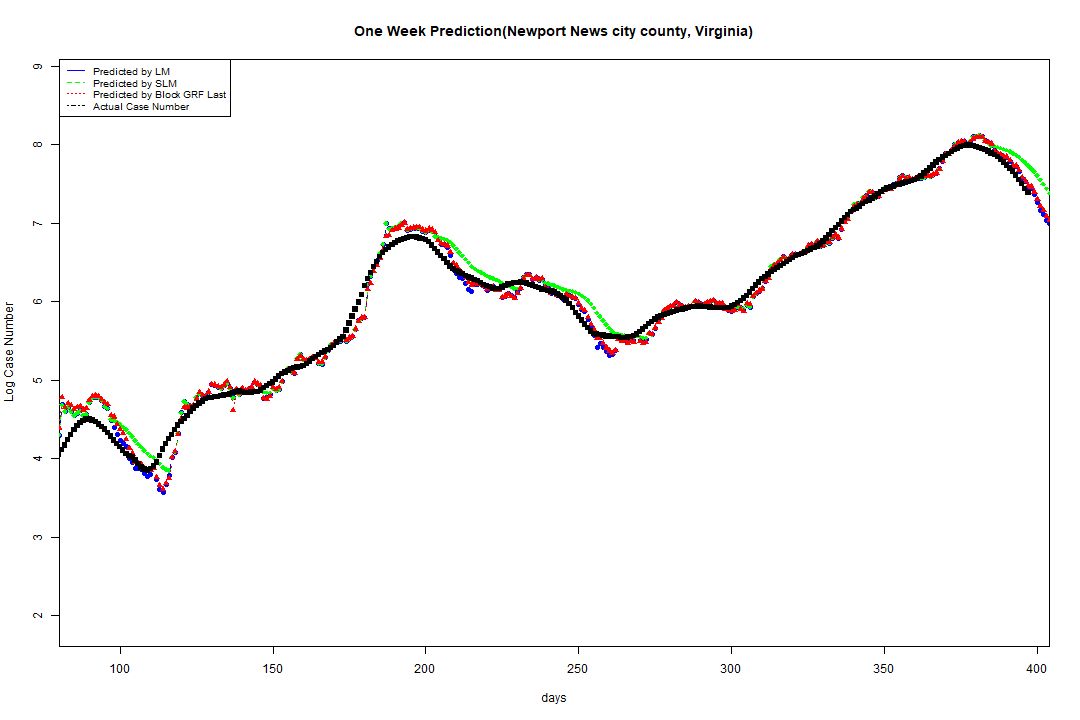 One Week Prediction(Newport News city county, Virginia)
Predicted by LM
Predicted by SLM
Predicted by Block GRF Last
Actual Case Number
9
8
7
6
5
4
3
2
Log Case Number
100 150 200 250 300 350 400
days